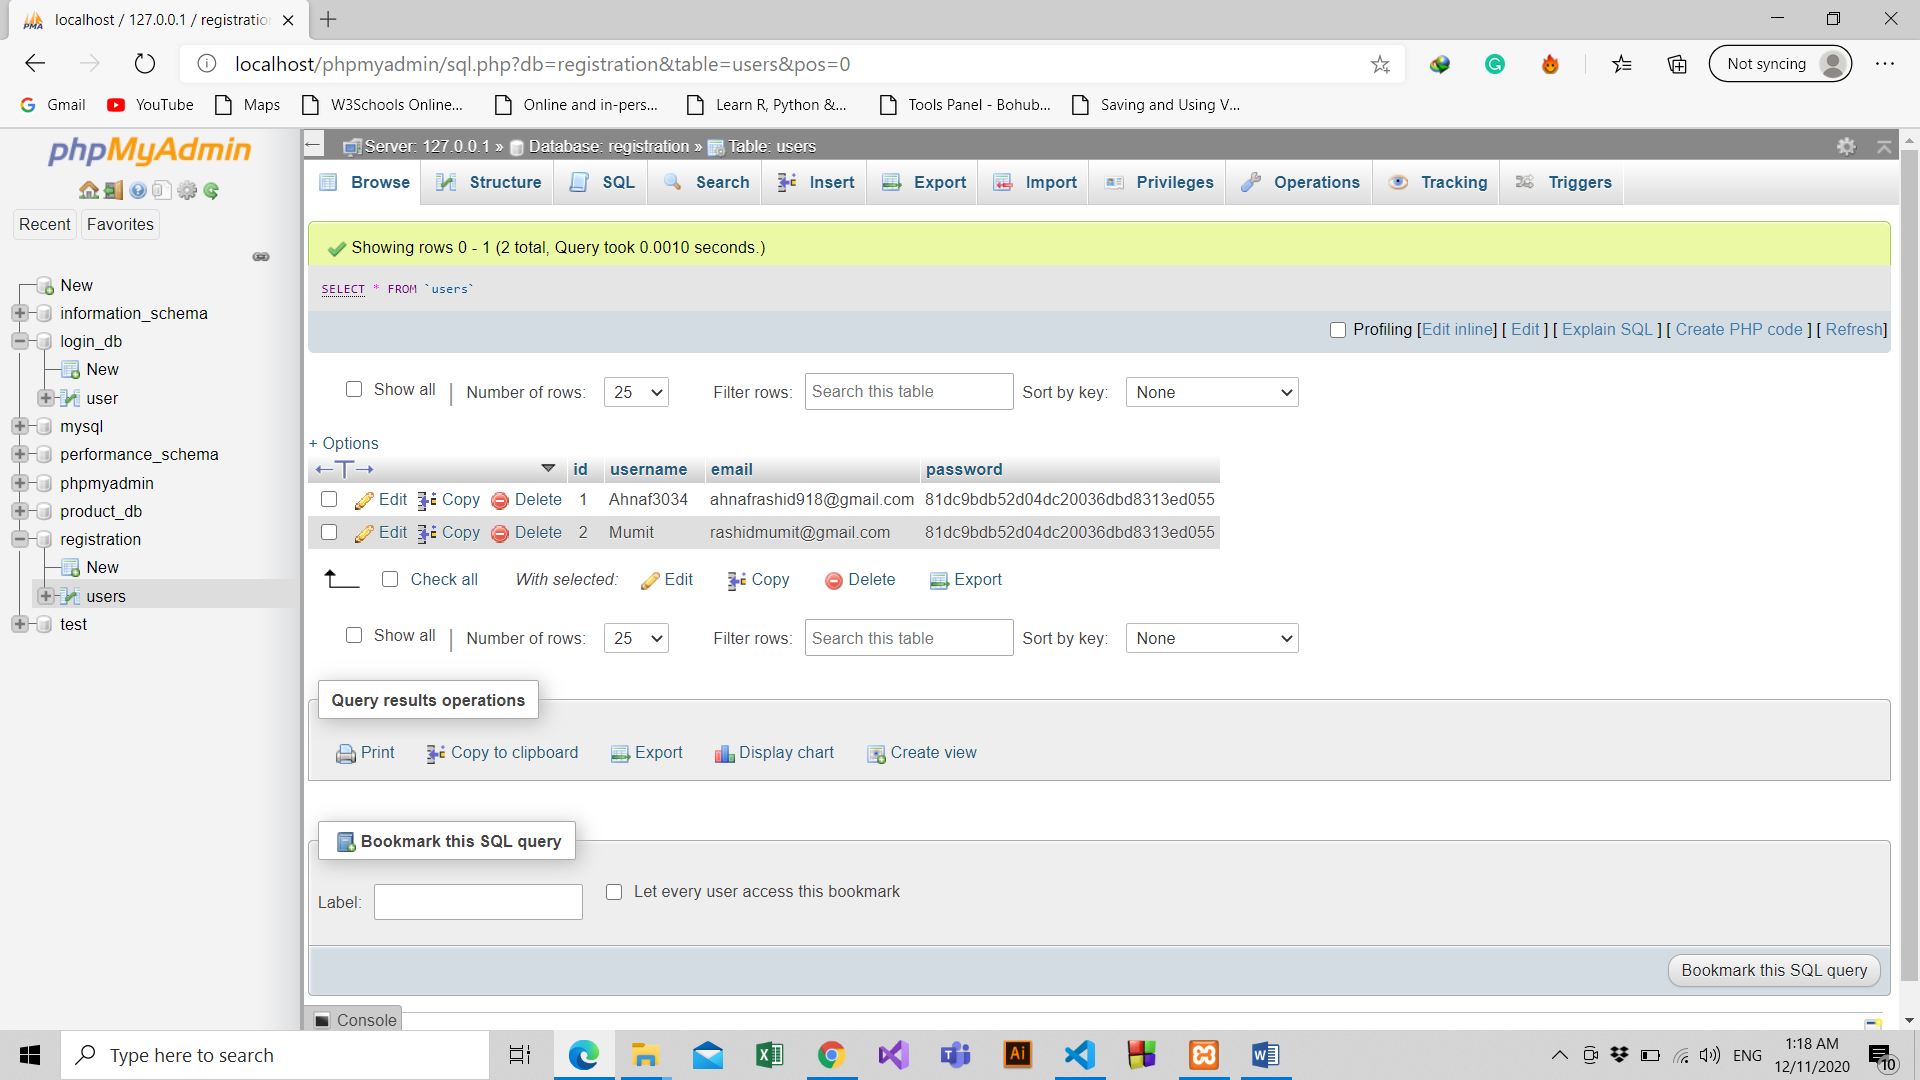 localhost / 127.0.0.1 / registratio
localhost/phpmyadmin/sql.php?db=registration&table=users&pos=0
Not syncing
Gmail
YouTube
Maps
W3Schools Online...
Online and in-pers...
Learn R, Python &...
Tools Panel - Bohub...
Saving and Using V...
phpMyAdmin
Recent
Favorites
New
information_schema
login_db
New
user
mysql
performance_schema
phpmyadmin
product_db
registration
New
users
test
Server: 127.0.0.1 » Database: registration » Table: users
Browse
Structure
SQL
Search
Insert
Export
Import
Privileges
Operations
Tracking
Triggers
Showing rows 0 - 1 (2 total, Query took 0.0010 seconds.)
SELECT * FROM `users`
Profiling [Edit inline] [ Edit ] [ Explain SQL ] [ Create PHP code ] [ Refresh]
Show all | Number of rows: 25 Filter rows: Search this table Sort by key: None
+ Options
←T→ id username email password
Edit Copy Delete 1 Ahnaf3034 ahnafrashid918@gmail.com 81dc9bdb52d04dc20036dbd8313ed055
Edit Copy Delete 2 Mumit rashidmumit@gmail.com 81dc9bdb52d04dc20036dbd8313ed055
Check all With selected: Edit Copy Delete Export
Show all | Number of rows: 25 Filter rows: Search this table Sort by key: None
Query results operations
Print Copy to clipboard Export Display chart Create view
Bookmark this SQL query
Label: Let every user access this bookmark
Bookmark this SQL query
Console
Type here to search
ENG
1:18 AM
12/11/2020
10